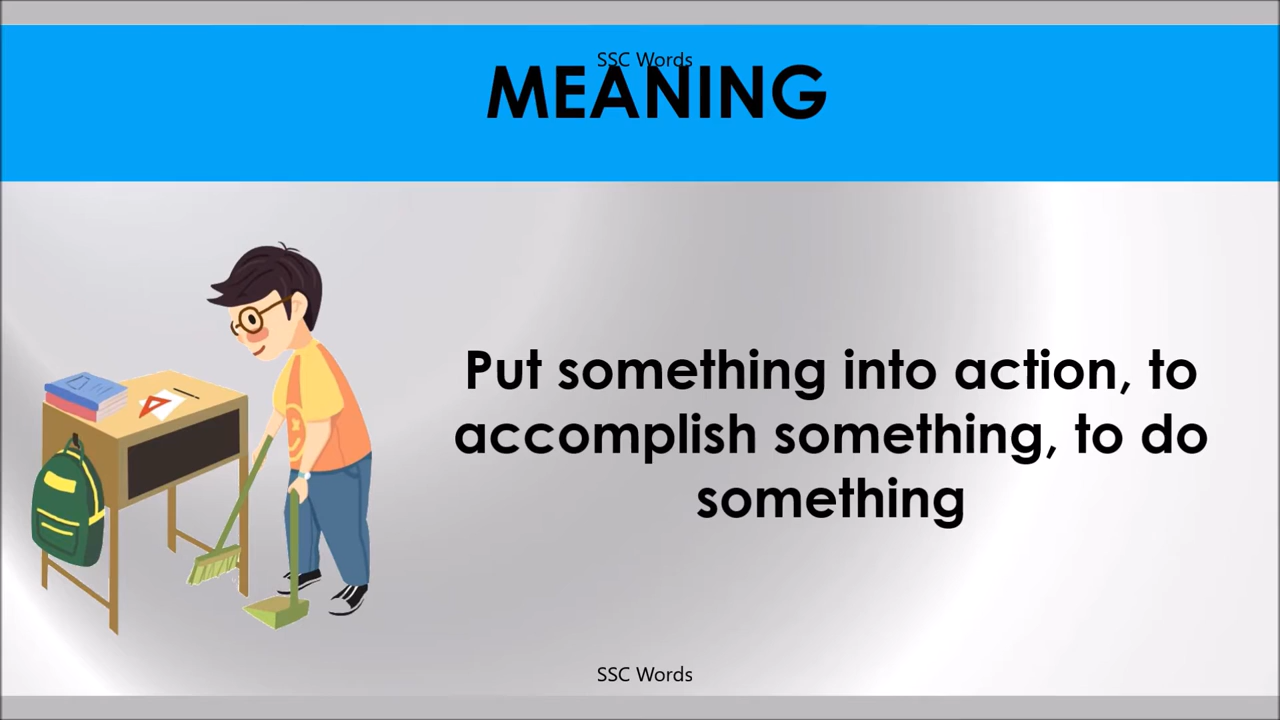 SSC Words
MEANING
Put something into action, to
accomplish something, to do
something
SSC Words